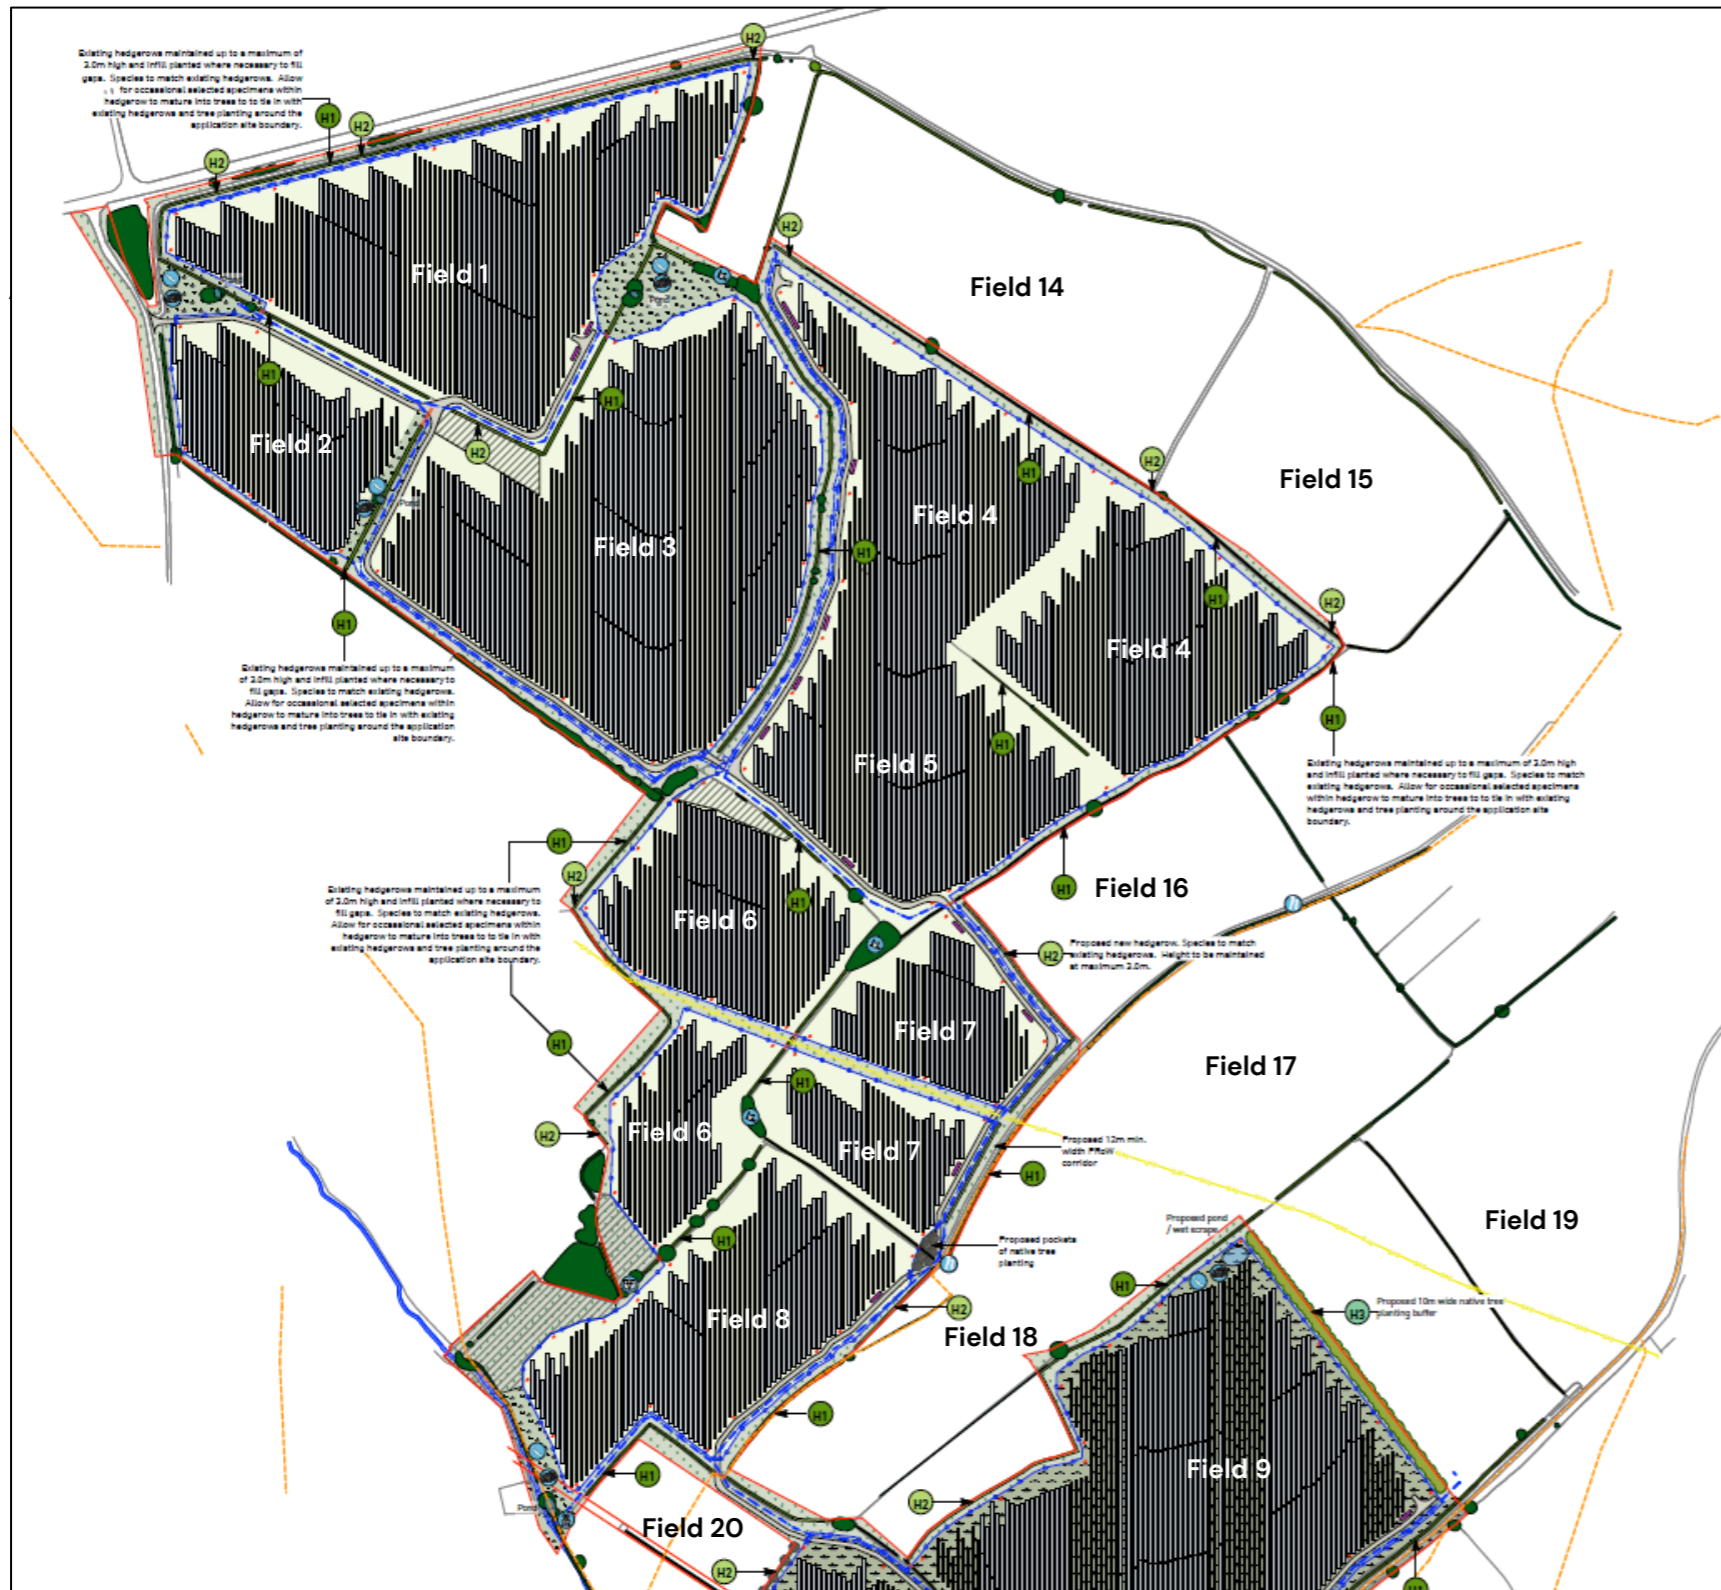 H2
Existing hedgerows maintained up to a maximum of
3.0m high and infill planted where necessary to fill
gaps. Species to match existing hedgerows. Allow
for occassional selected specimens within
hedgerow to mature into trees to to tie in with
existing hedgerows and tree planting around the
application site boundary.
H1
H2
H2
H2
Field 1
Field 14
Pond
Pond
H1
H1
Field 2
H2
H2
H1
Field 15
Pond
Field 4
Field 3
H1
H1
H2
H1
Field 4
Existing hedgerows maintained up to a maximum
of 3.0m high and infill planted where necessary to
fill gaps. Species to match existing hedgerows.
Allow for occassional selected specimens within
hedgerow to mature into trees to tie in with existing
hedgerows and tree planting around the application
site boundary.
H1
H1
Field 5
Existing hedgerows maintained up to a maximum of 3.0m high
and infill planted where necessary to fill gaps. Species to match
existing hedgerows. Allow for occassional selected specimens
within hedgerow to mature into trees to to tie in with existing
hedgerows and tree planting around the application site
boundary.
H1
H2
H1
H1
Field 16
Existing hedgerows maintained up to a maximum
of 3.0m high and infill planted where necessary to
fill gaps. Species to match existing hedgerows.
Allow for occassional selected specimens within
hedgerow to mature into trees to to tie in with
existing hedgerows and tree planting around the
application site boundary.
Field 6
H2
Proposed new hedgerow. Species to match
existing hedgerows. Height to be maintained
at maximum 3.0m.
Field 7
H1
Field 17
H1
H2
Field 6
Field 7
Proposed 12m min.
width PRoW
corridor
H1
Proposed pond
/ wet scrape
Field 19
H1
Proposed pockets
of native tree
planting
H1
H2
H3
Proposed 10m wide native tree
planting buffer
Field 8
Field 18
H1
Field 9
H1
H2
Pond
Field 20
H2
H1